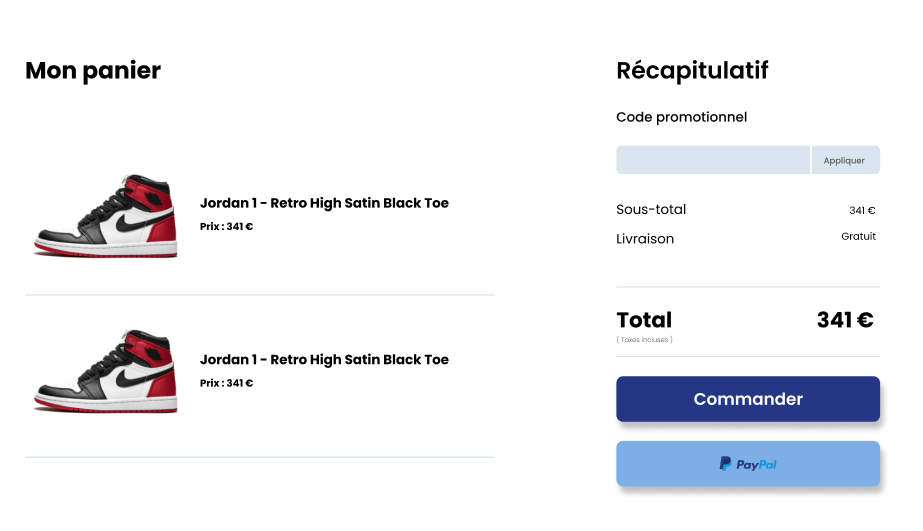 Mon panier
Jordan 1 - Retro High Satin Black Toe
Prix : 341 €
Jordan 1 - Retro High Satin Black Toe
Prix : 341 €
Récapitulatif
Code promotionnel
Appliquer
Sous-total 341 €
Livraison Gratuit
Total 341 €
( Taxes incluses )
Commander
PayPal